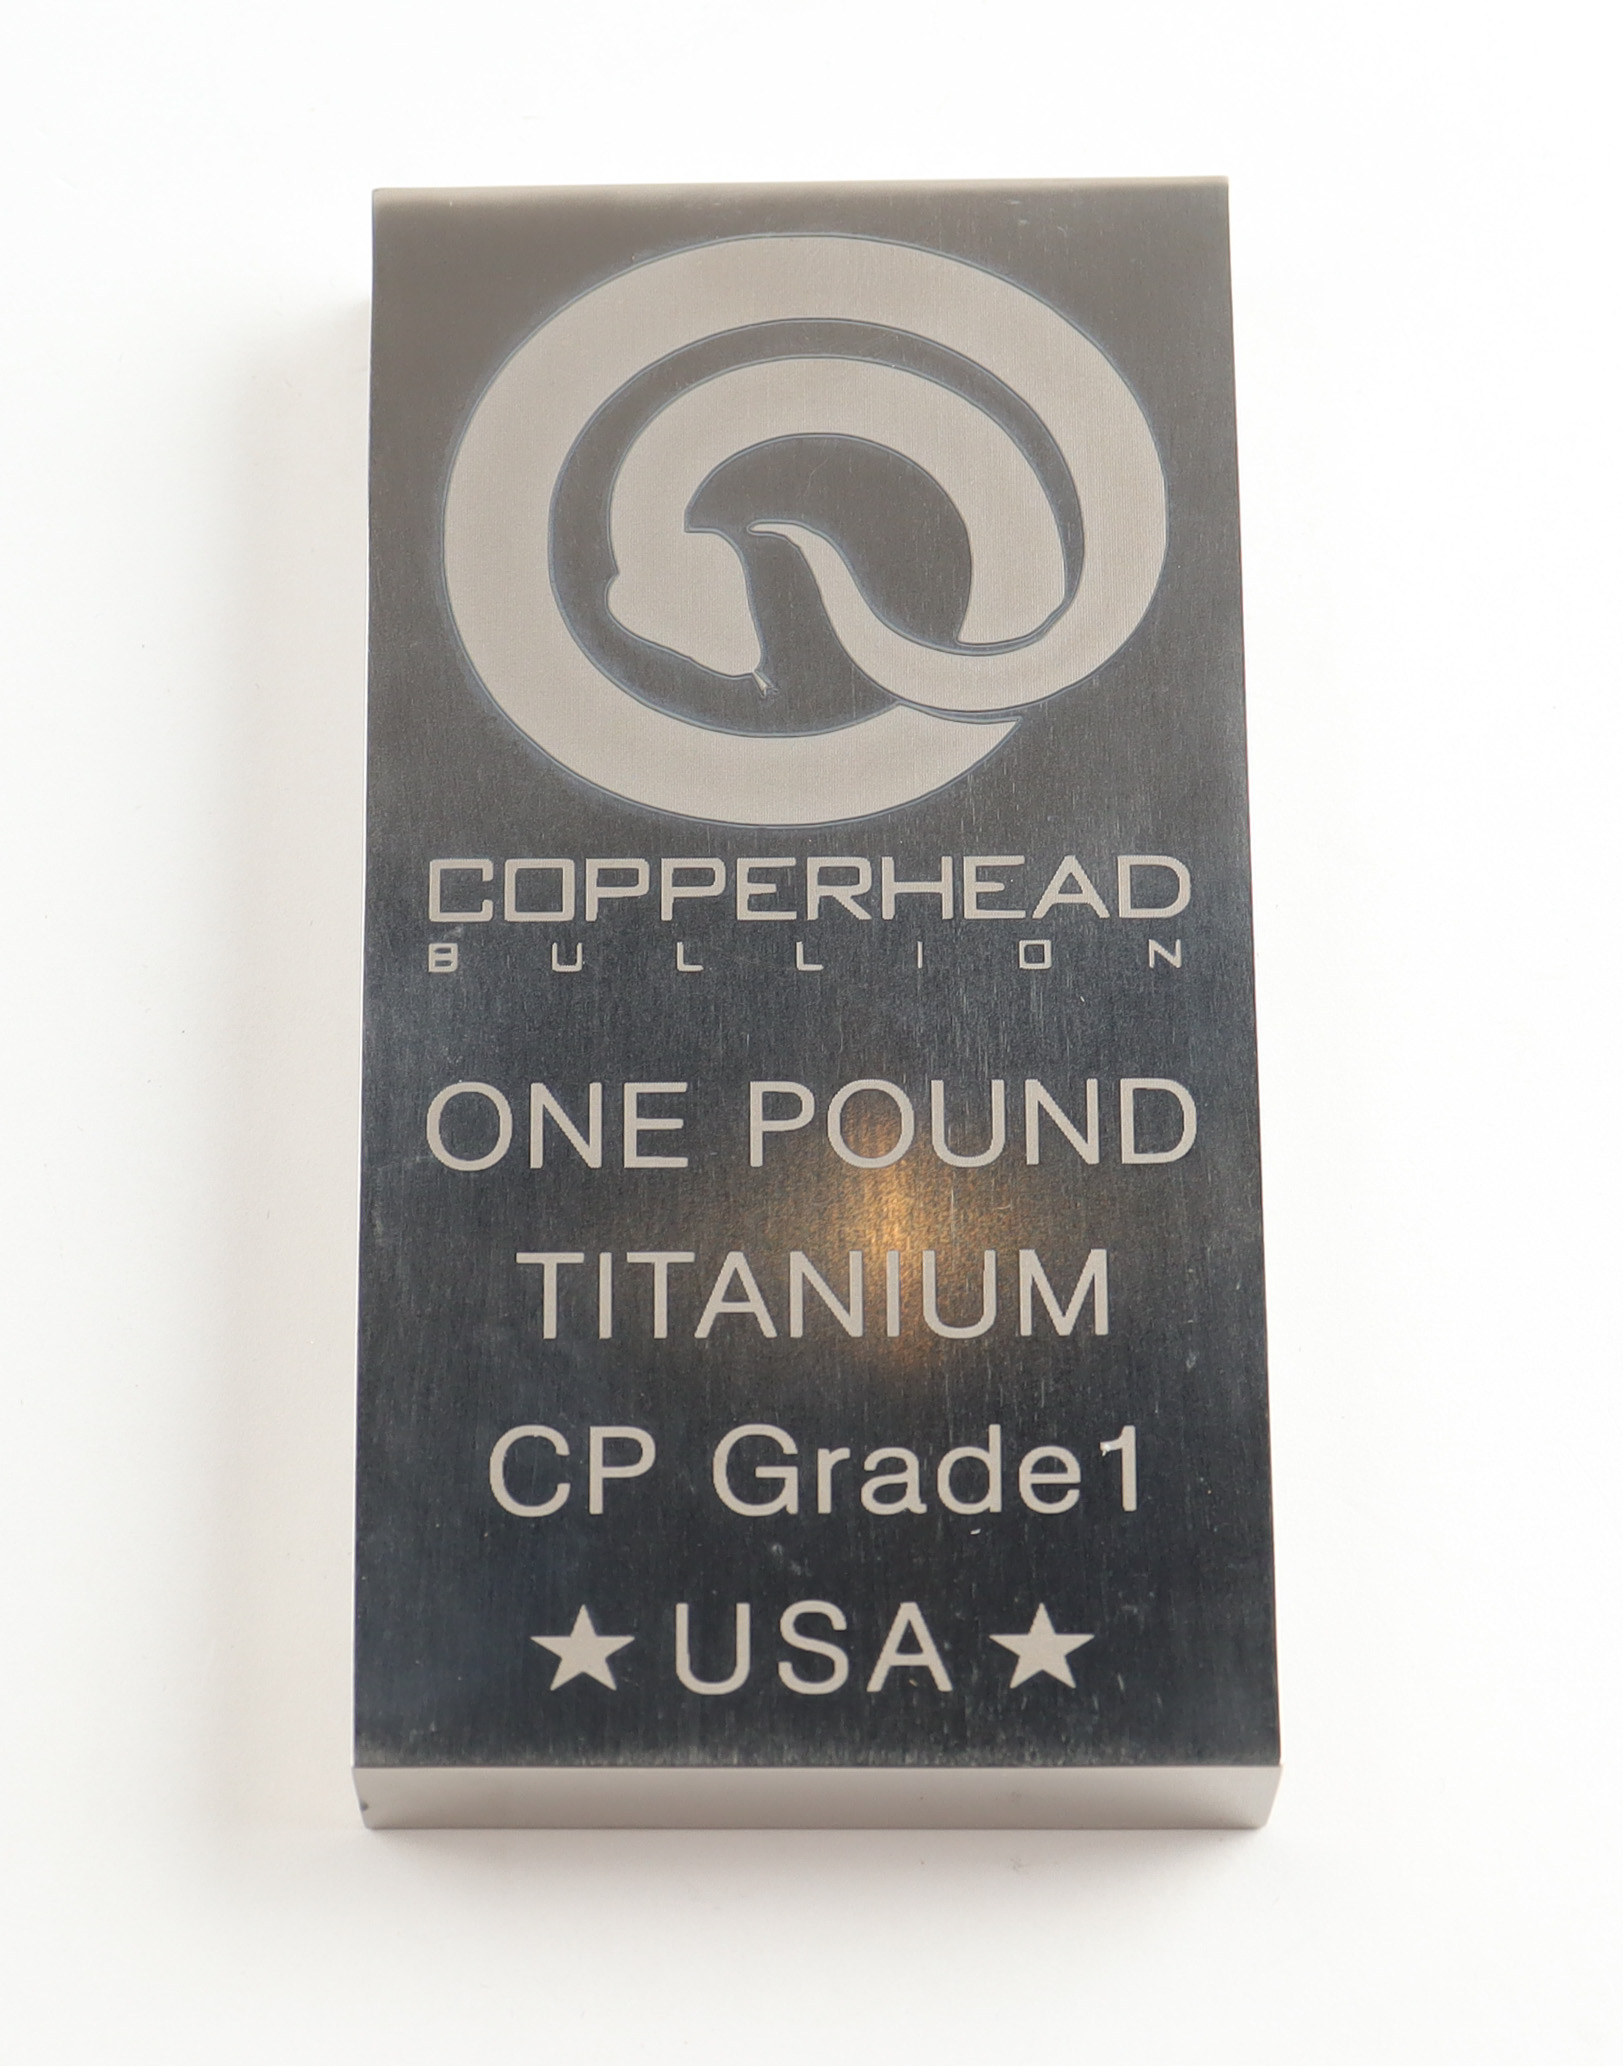 COPPERHEAD
BULLION
ONE POUND
TITANIUM
CP Grade1
★ USA ★